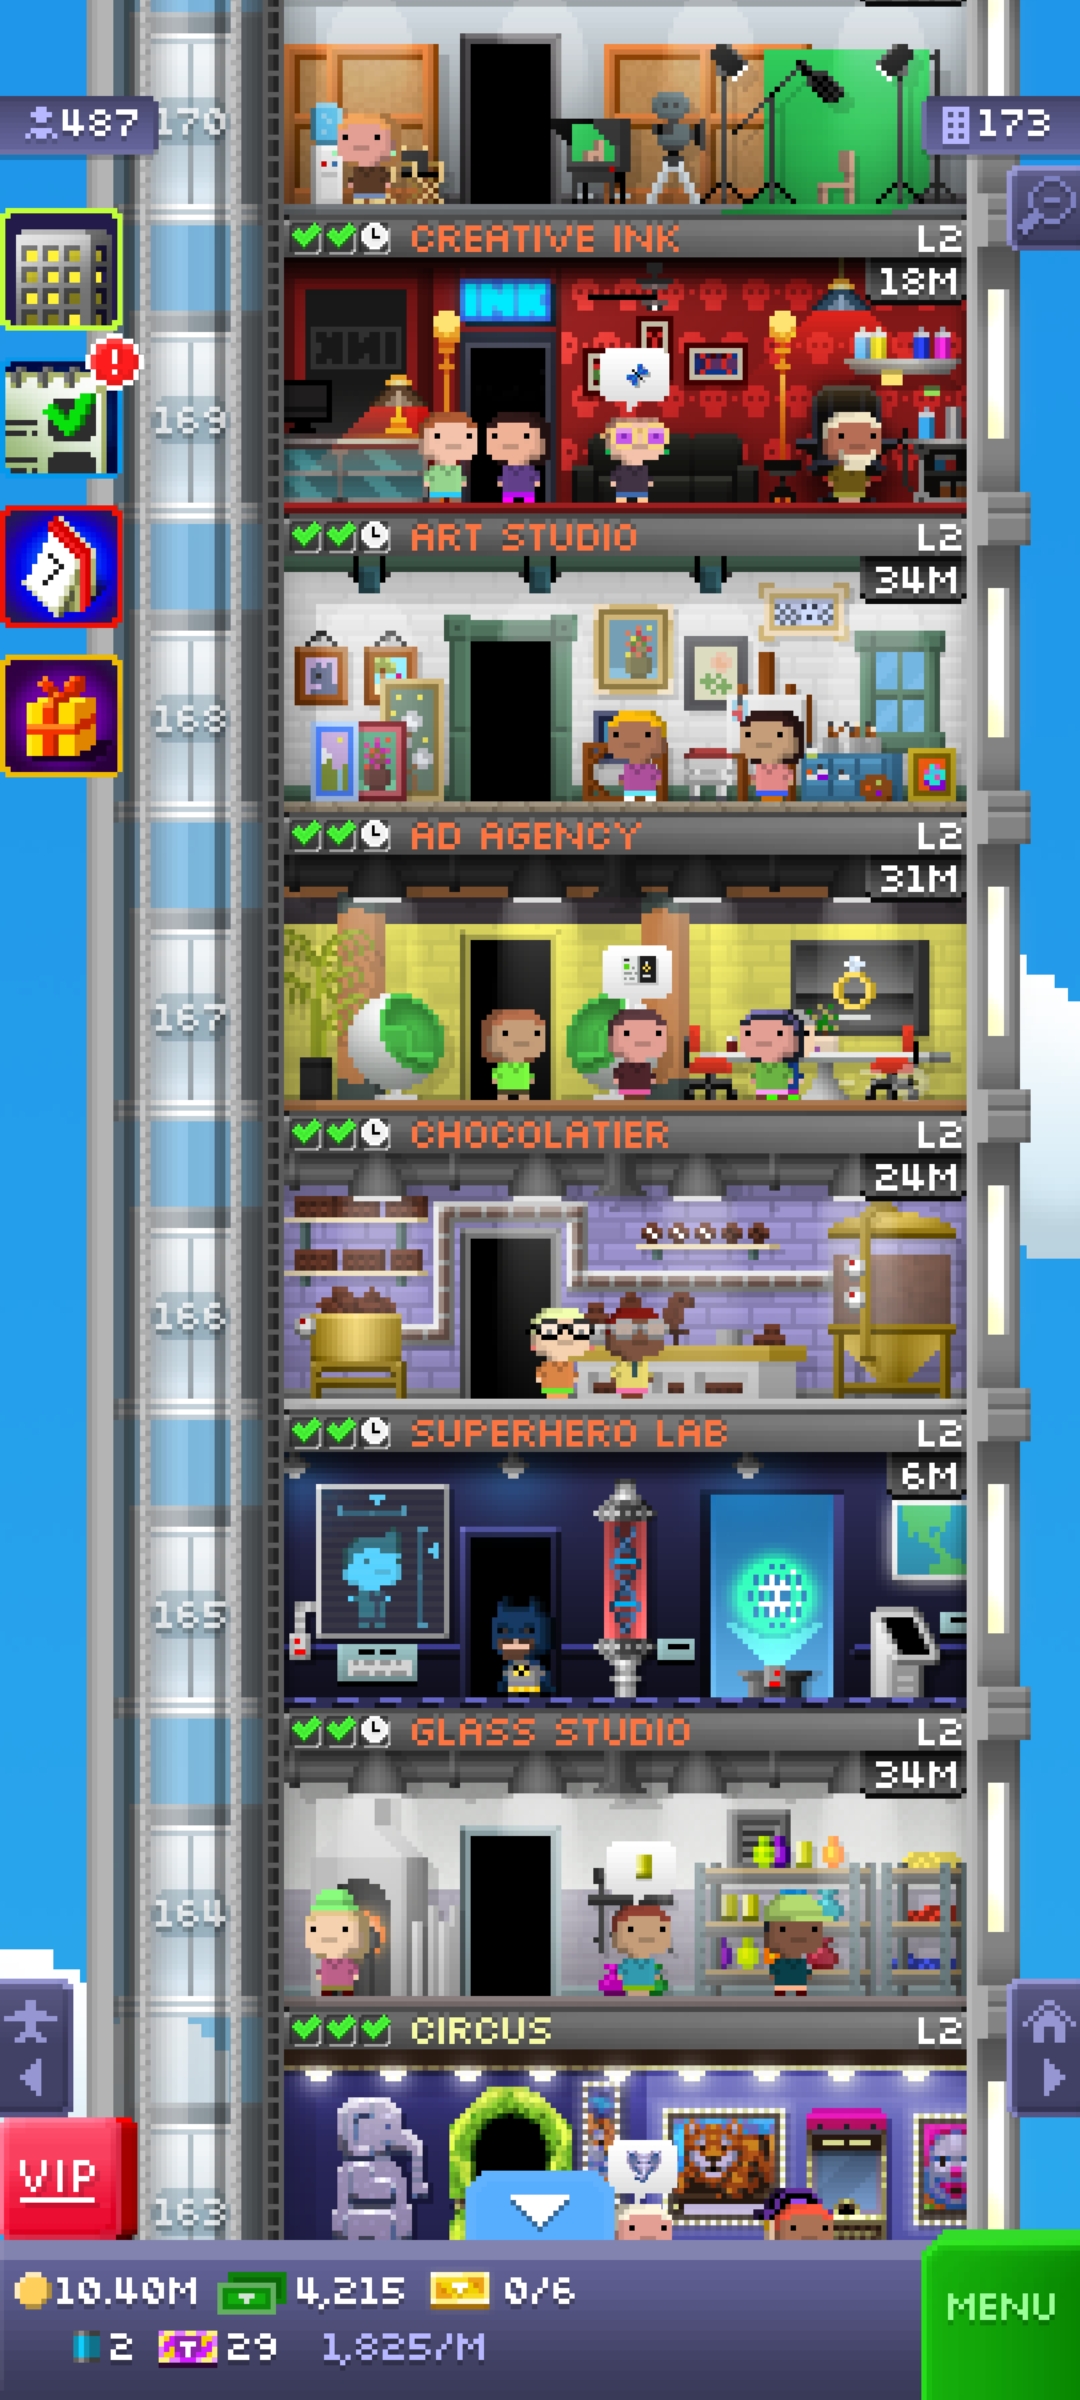 487
170
173
CREATIVE INK
L2
18M
INK
169
ART STUDIO
L2
34M
7
168
AD AGENCY
L2
31M
167
CHOCOLATIER
L2
24M
166
SUPERHERO LAB
L2
6M
165
GLASS STUDIO
L2
34M
164
CIRCUS
L2
VIP
163
10.40M
4,215
0/6
MENU
2
29
1,825/M